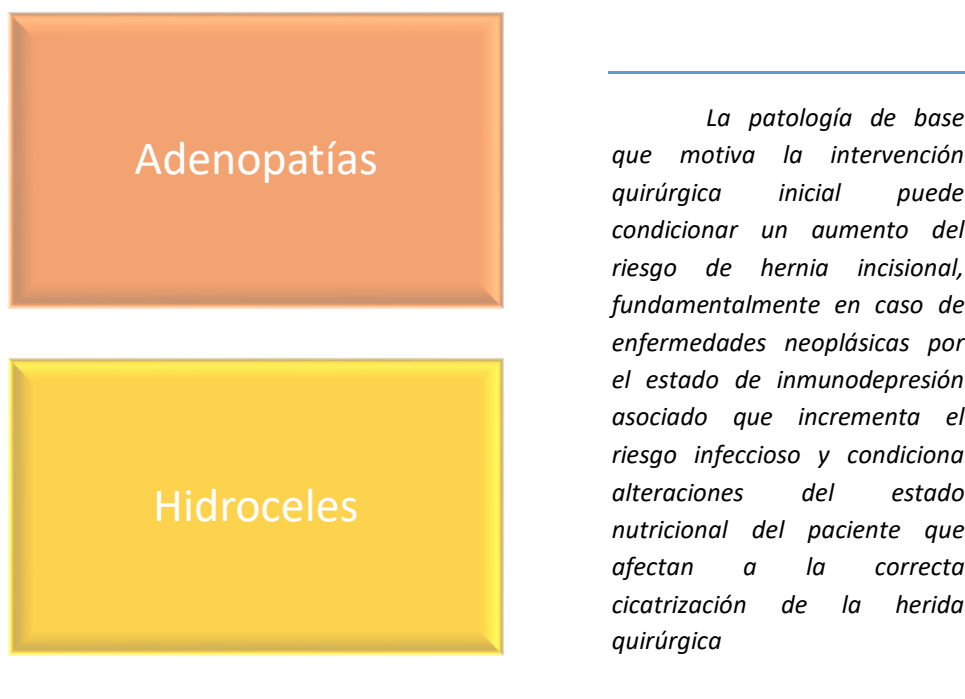 Adenopatías
Hidroceles
La patología de base
que motiva la intervención
quirúrgica inicial puede
condicionar un aumento del
riesgo de hernia incisional,
fundamentalmente en caso de
enfermedades neoplásicas por
el estado de inmunodepresión
asociado que incrementa el
riesgo infeccioso y condiciona
alteraciones del estado
nutricional del paciente que
afectan a la correcta
cicatrización de la herida
quirúrgica